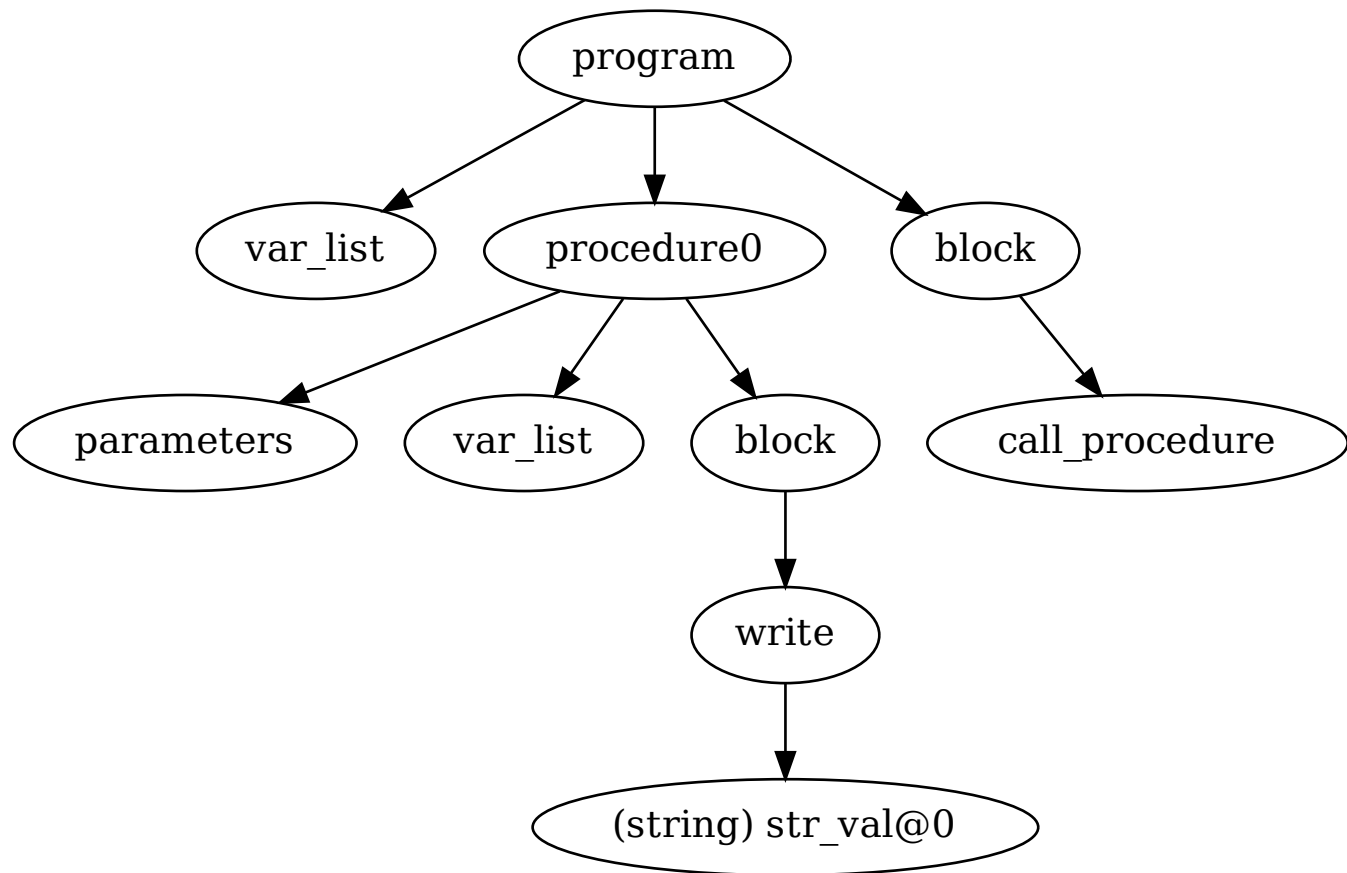 program
var_list
procedure0
block
parameters
var_list
block
call_procedure
write
(string) str_val@0